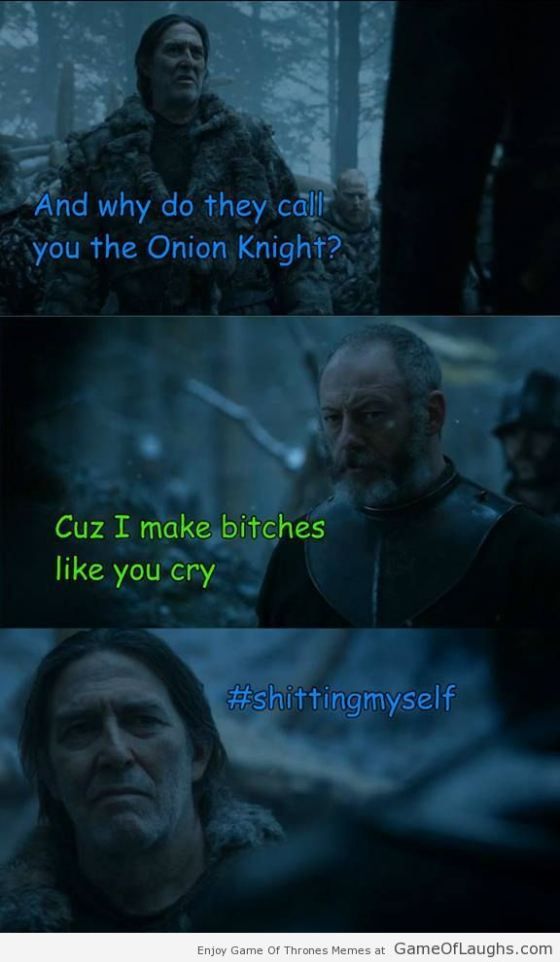 And why do they call
you the Onion Knight?
Cuz I make bitches
like you cry
#shittingmyself
Enjoy Game Of Thrones Memes at GameOfLaughs.com